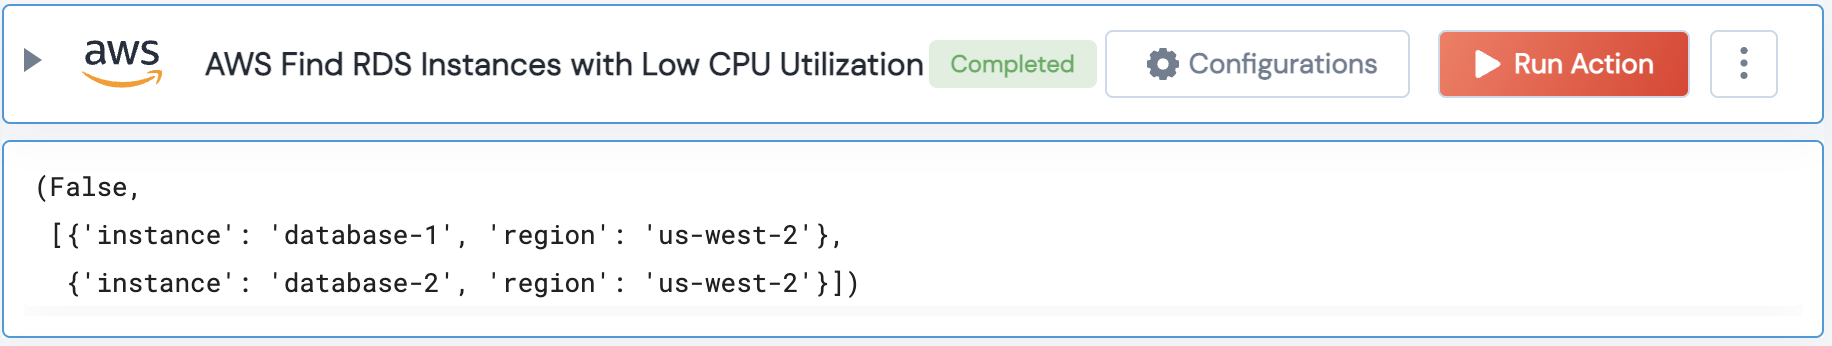 aws AWS Find RDS Instances with Low CPU Utilization Completed Configurations Run Action
(False,
[{'instance': 'database-1', 'region': 'us-west-2'},
{'instance': 'database-2', 'region': 'us-west-2'}])